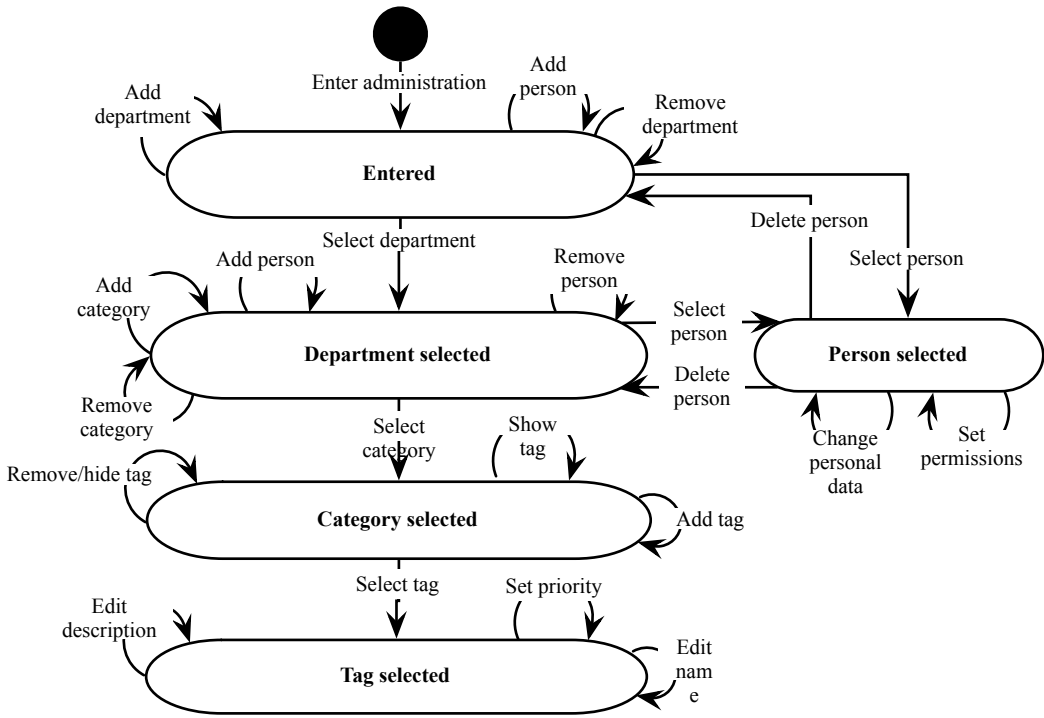 Enter administration
Add
person
Add
department
Remove
department
Entered
Delete person
Select department
Select person
Add person
Remove
person
Add
category
Select
person
Department selected
Person selected
Delete
person
Remove
category
Select
category
Show
tag
Change
personal
data
Set
permissions
Remove/hide tag
Category selected
Add tag
Select tag
Set priority
Edit
description
Edit
nam
e
Tag selected